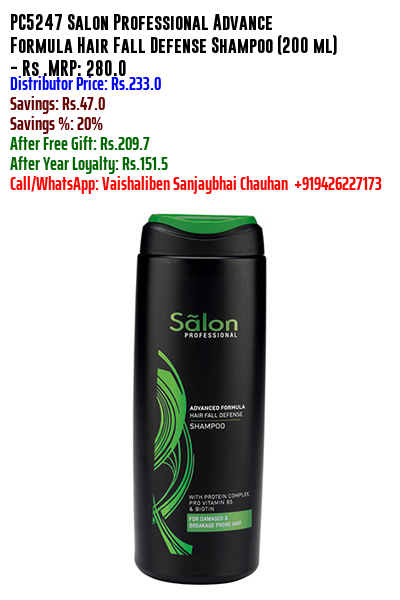 PC5247 Salon Professional Advance
Formula Hair Fall Defense Shampoo (200 ml)
- Rs .MRP: 280.0
Distributor Price: Rs.233.0
Savings: Rs.47.0
Savings %: 20%
After Free Gift: Rs.209.7
After Year Loyalty: Rs.151.5
Call/WhatsApp: Vaishaliben Sanjaybhai Chauhan +919426227173
Sãlon
PROFESSIONAL
ADVANCED FORMULA
HAIR FALL DEFENSE
SHAMPOO
WITH PROTEIN COMPLEX,
PRO VITAMIN B5
& BIOTIN
FOR DAMAGED &
BREAKAGE PRONE HAIR